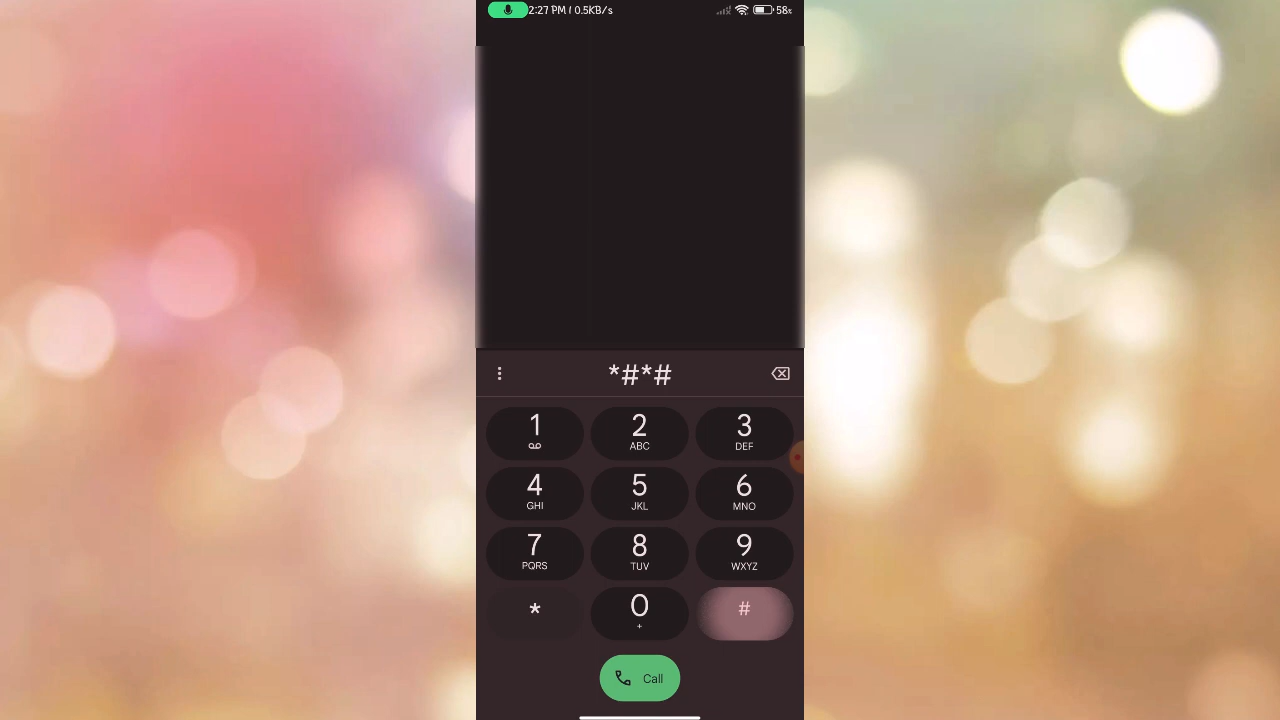 2:27 PM / 0.5KB/s 58%
*#*#
1 2 ABC 3 DEF
4 GHI 5 JKL 6 MNO
7 PQRS 8 TUV 9 WXYZ
* 0 + #
Call